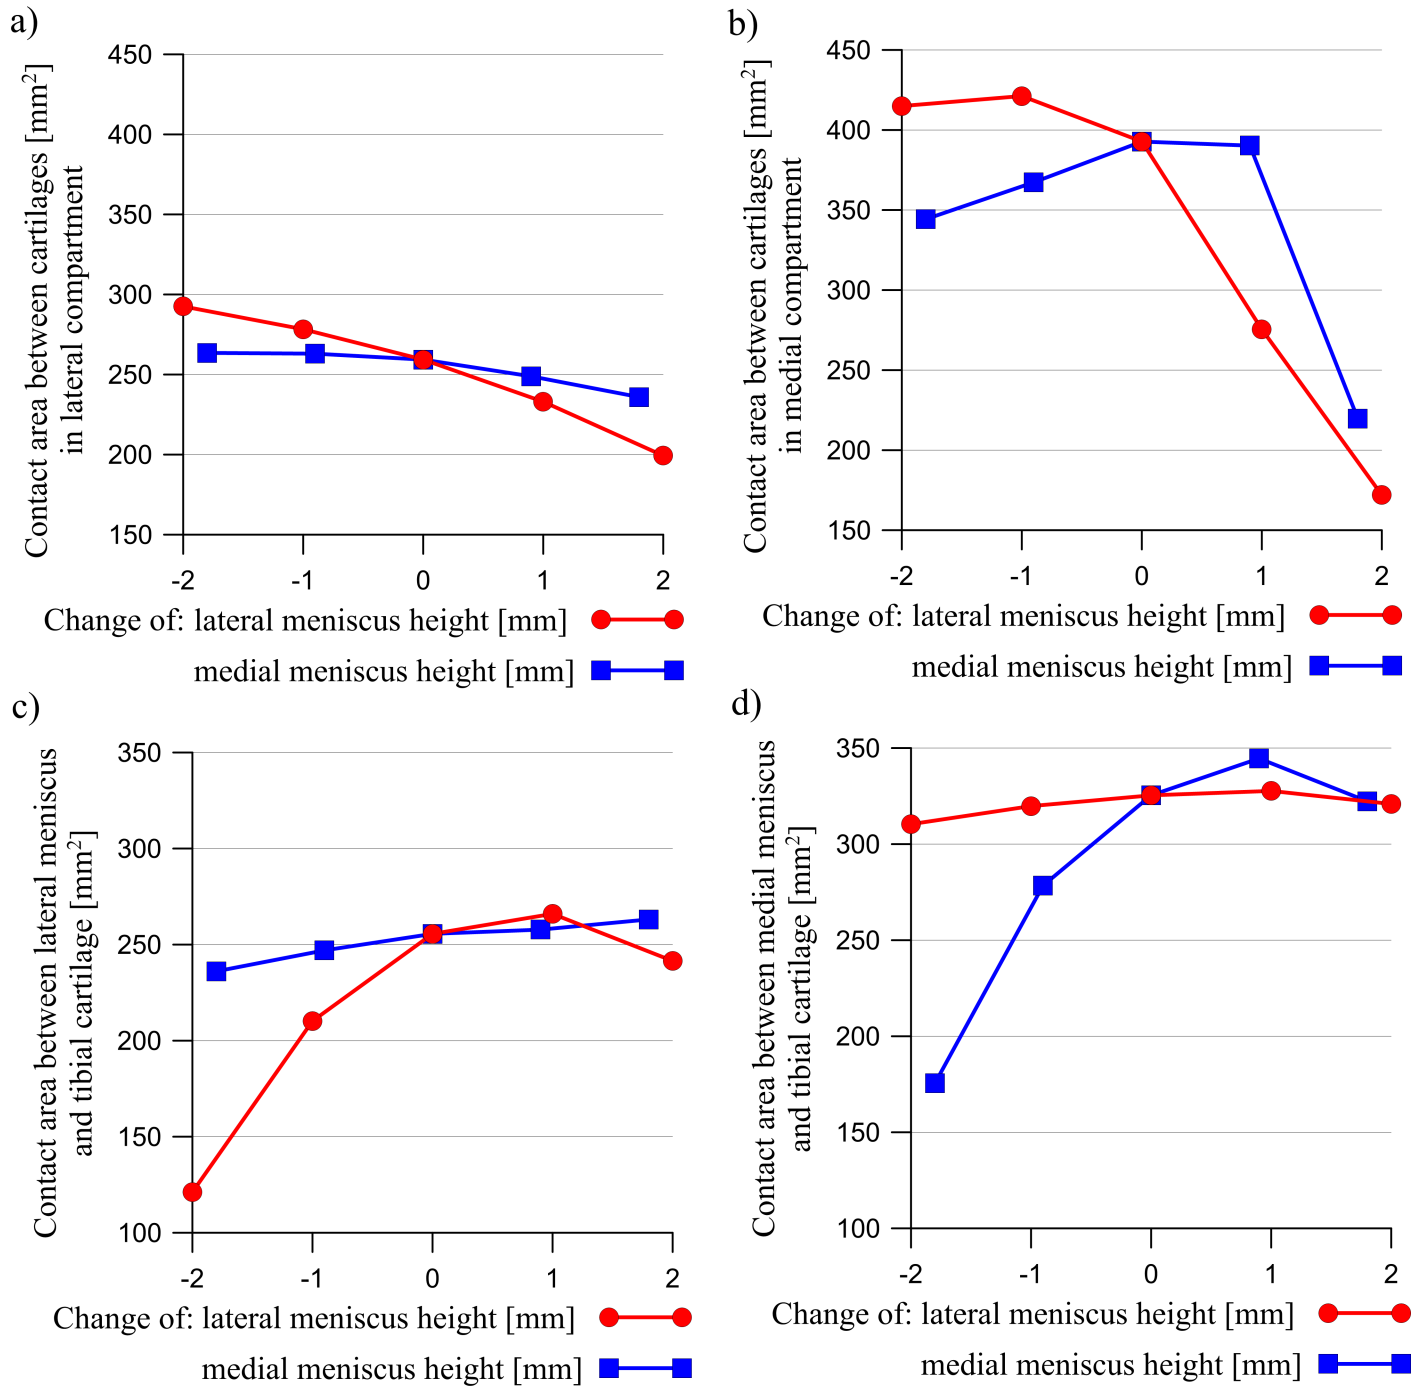 a)
Contact area between cartilages [mm²]
in lateral compartment
450
400
350
300
250
200
150
-2 -1 0 1 2
Change of: lateral meniscus height [mm]
medial meniscus height [mm]
b)
Contact area between cartilages [mm²]
in medial compartment
450
400
350
300
250
200
150
-2 -1 0 1 2
Change of: lateral meniscus height [mm]
medial meniscus height [mm]
c)
Contact area between lateral meniscus
and tibial cartilage [mm²]
350
300
250
200
150
100
-2 -1 0 1 2
Change of: lateral meniscus height [mm]
medial meniscus height [mm]
d)
Contact area between medial meniscus
and tibial cartilage [mm²]
350
300
250
200
150
100
-2 -1 0 1 2
Change of: lateral meniscus height [mm]
medial meniscus height [mm]